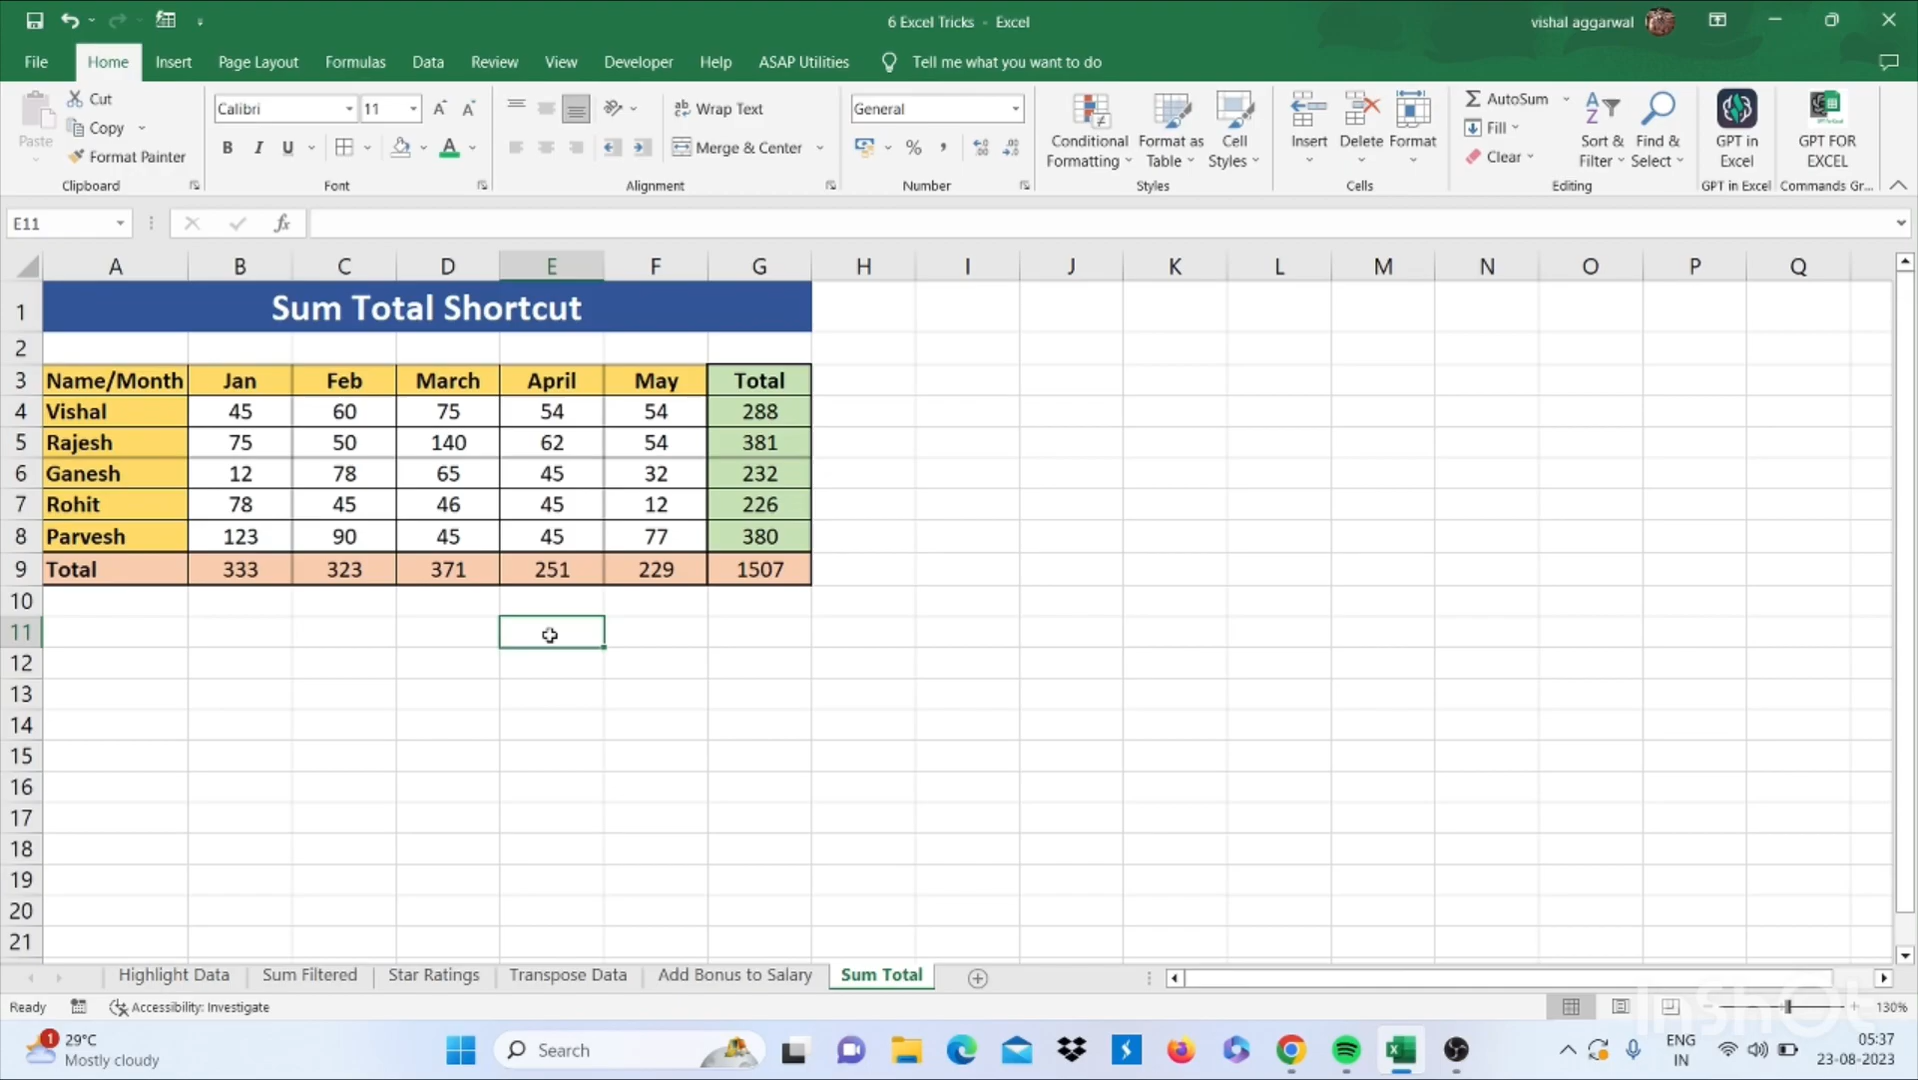 6 Excel Tricks - Excel
vishal aggarwal
File Home Insert Page Layout Formulas Data Review View Developer Help ASAP Utilities Tell me what you want to do
Paste
Cut
Copy
Format Painter
Clipboard
Calibri 11
B I U
Font
Wrap Text
Merge & Center
Alignment
General
%
Number
Conditional Formatting
Format as Table
Cell Styles
Styles
Insert Delete Format
Cells
AutoSum
Fill
Clear
Sort & Filter
Find & Select
Editing
GPT in Excel
GPT in Excel
GPT FOR EXCEL
Commands Gr...
E11 fx
A B C D E F G H I J K L M N O P Q
1 Sum Total Shortcut
2
3 Name/Month Jan Feb March April May Total
4 Vishal 45 60 75 54 54 288
5 Rajesh 75 50 140 62 54 381
6 Ganesh 12 78 65 45 32 232
7 Rohit 78 45 46 45 12 226
8 Parvesh 123 90 45 45 77 380
9 Total 333 323 371 251 229 1507
10
11
12
13
14
15
16
17
18
19
20
21
Highlight Data Sum Filtered Star Ratings Transpose Data Add Bonus to Salary Sum Total
Ready Accessibility: Investigate 130%
InShOt
1 29°C
Mostly cloudy
Search
ENG
IN
05:37
23-08-2023